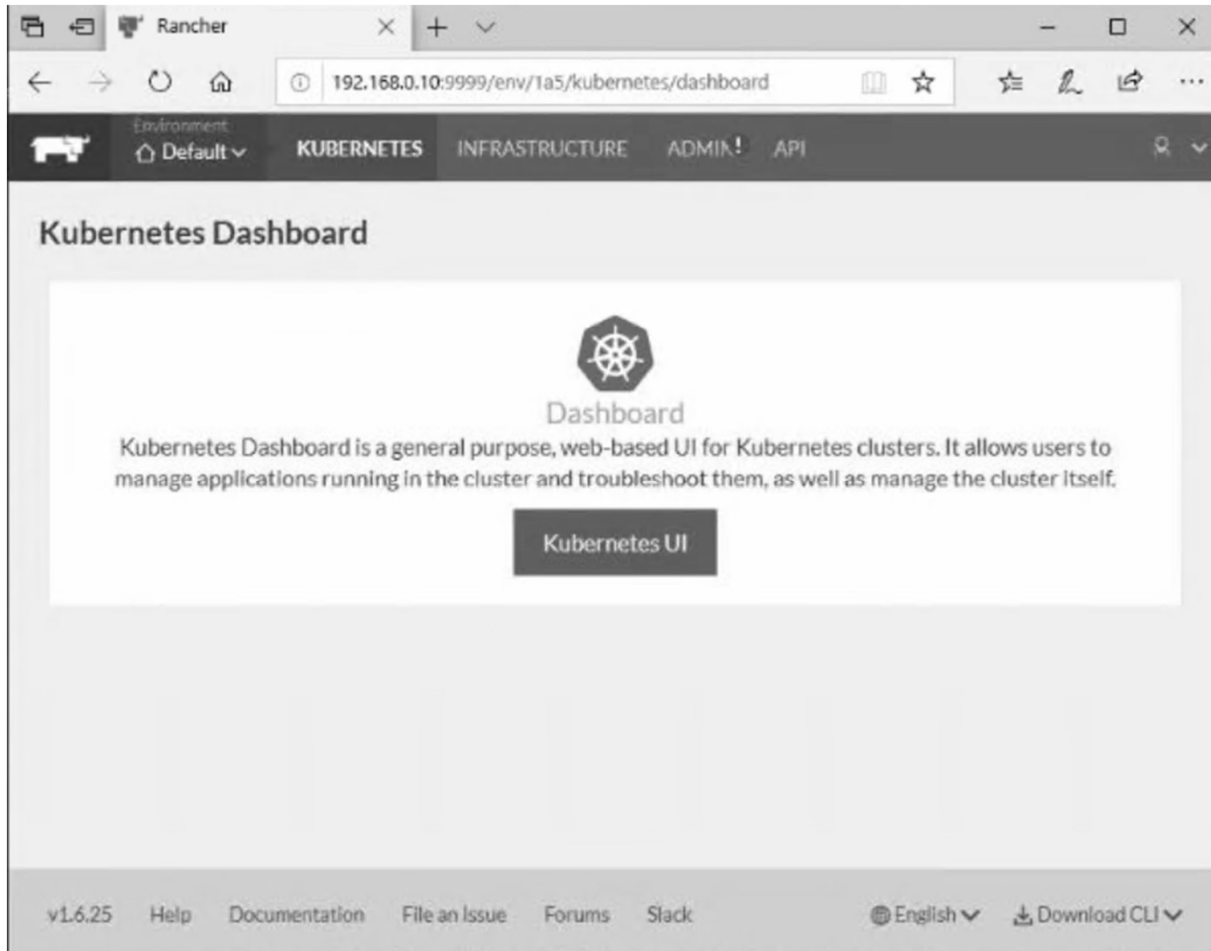 Rancher
192.168.0.10:9999/env/1a5/kubernetes/dashboard
Environment
Default
KUBERNETES INFRASTRUCTURE ADMIN! API
Kubernetes Dashboard
Dashboard
Kubernetes Dashboard is a general purpose, web-based UI for Kubernetes clusters. It allows users to
manage applications running in the cluster and troubleshoot them, as well as manage the cluster itself.
Kubernetes UI
v1.6.25 Help Documentation File an Issue Forums Slack English Download CLI